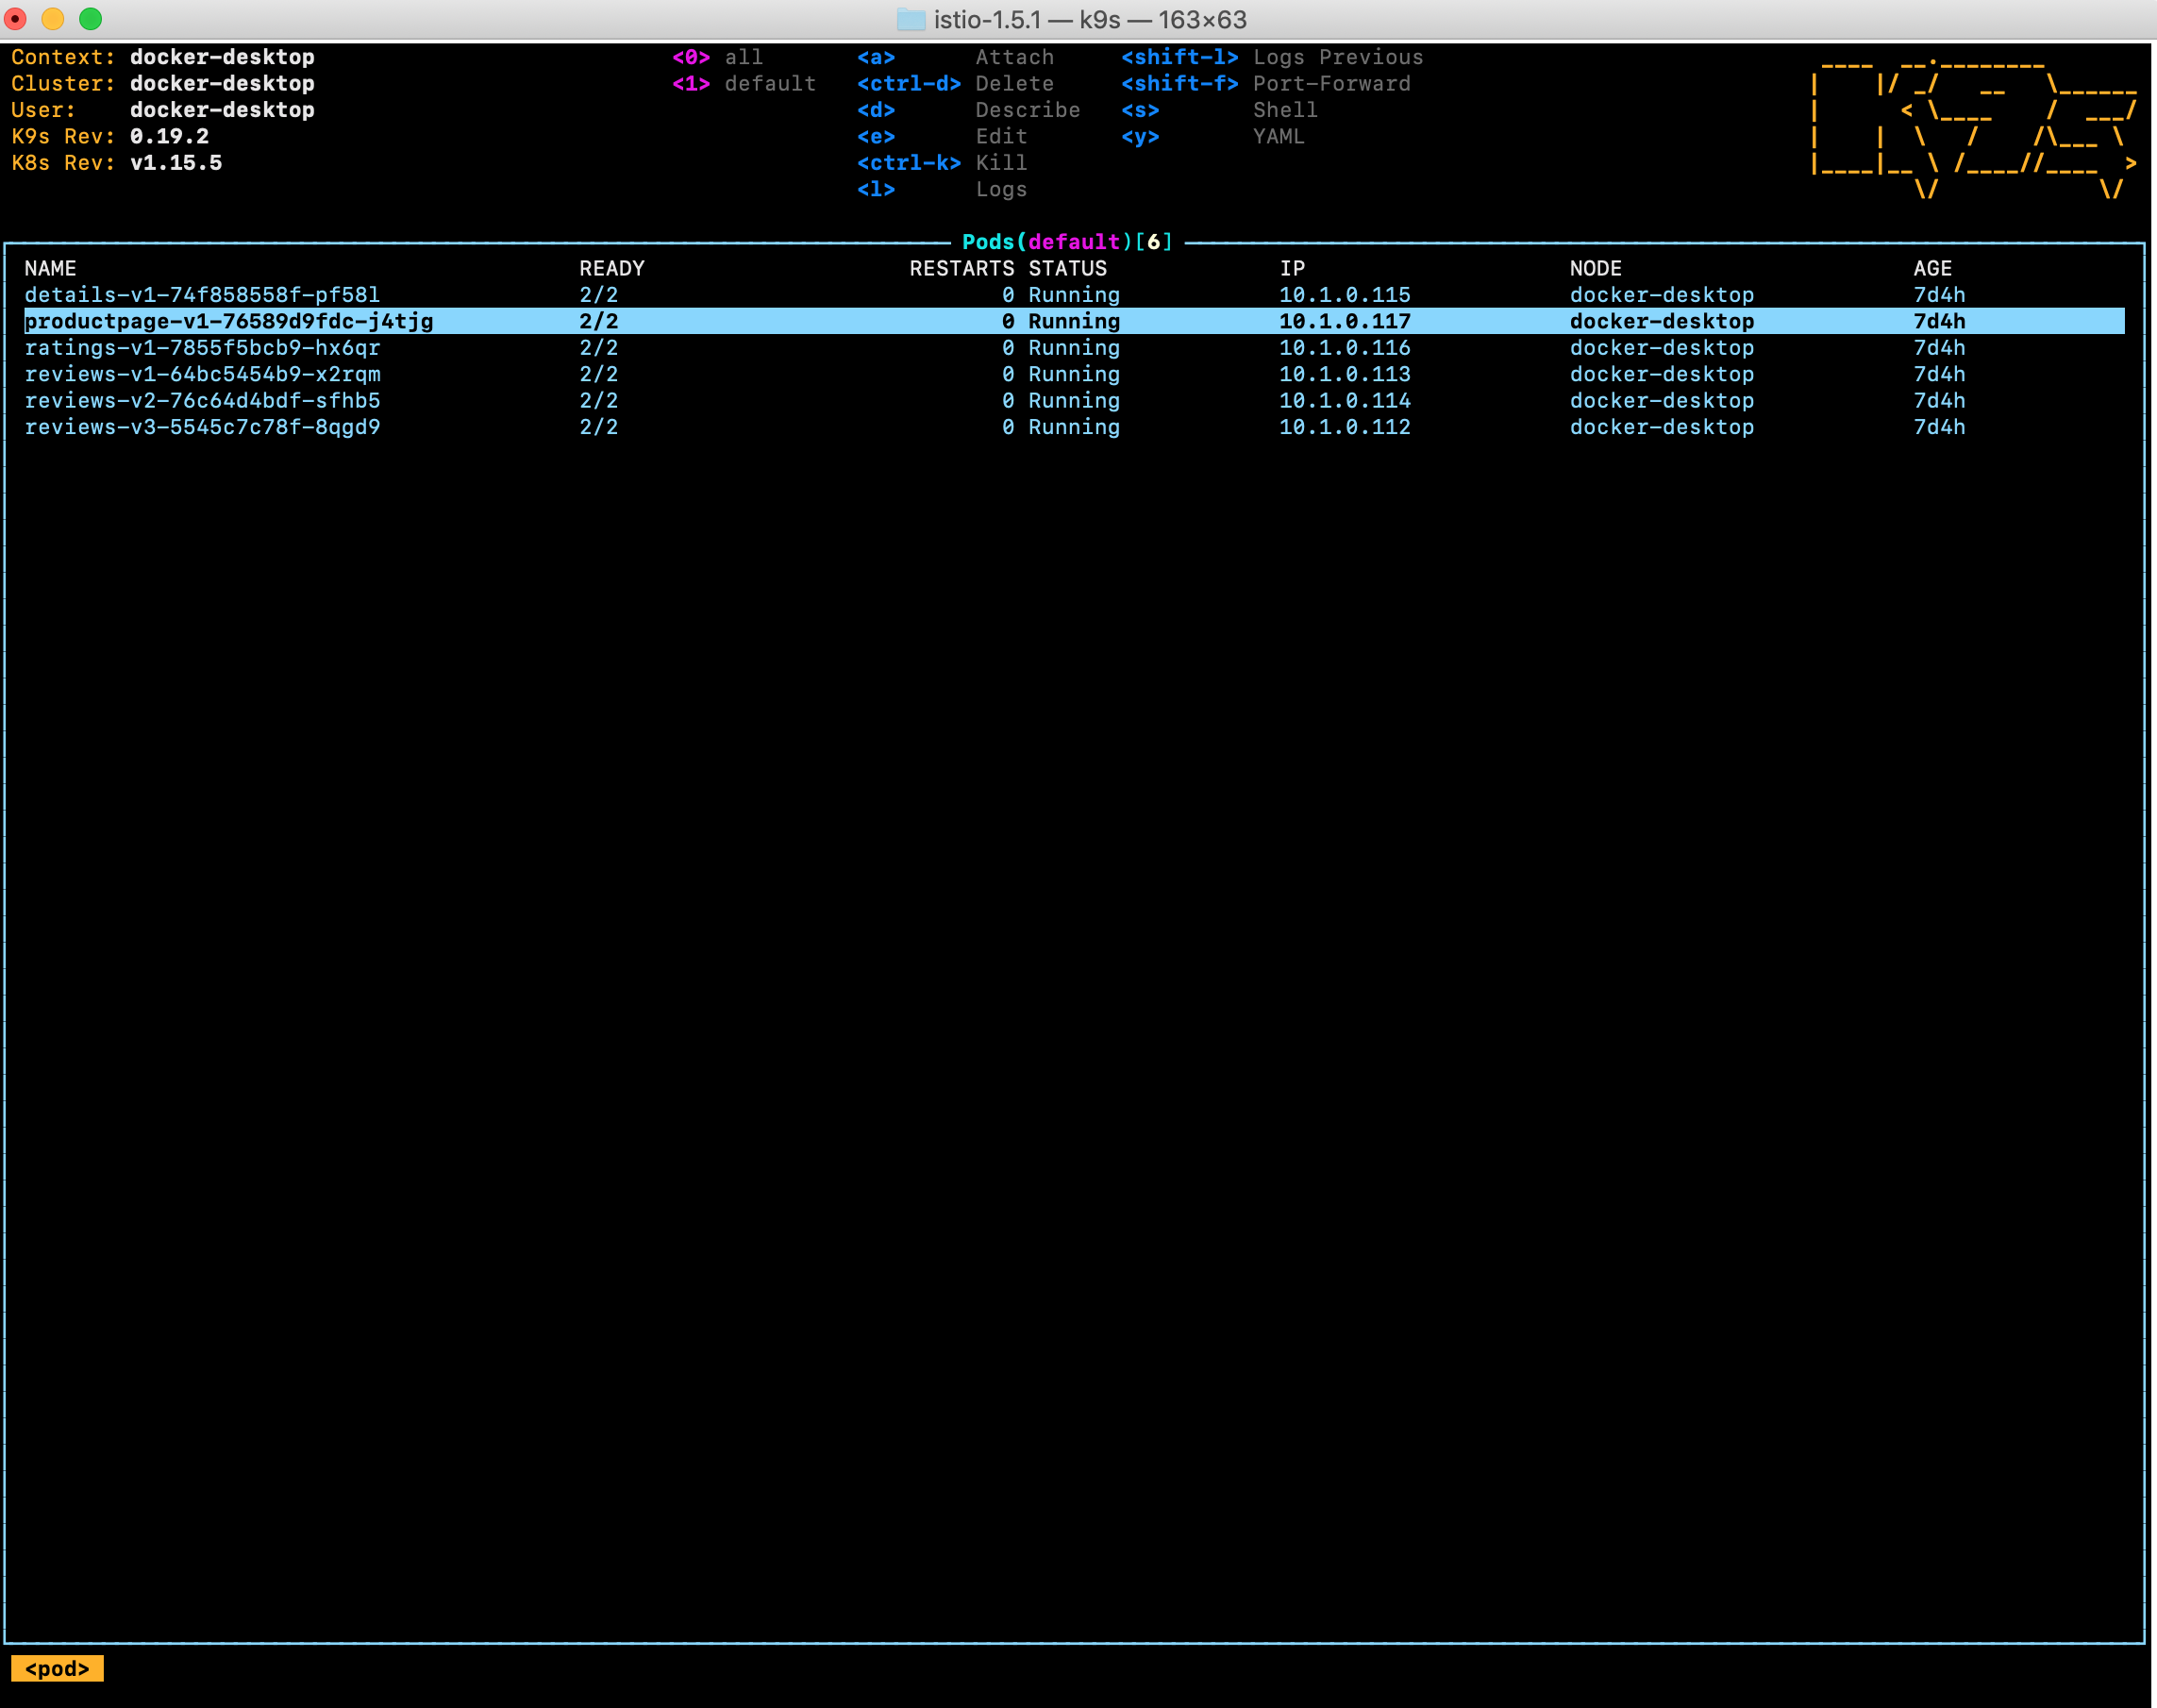 istio-1.5.1 — k9s — 163×63
Context: docker-desktop <0> all <a> Attach <shift-l> Logs Previous
Cluster: docker-desktop <1> default <ctrl-d> Delete <shift-f> Port-Forward
User: docker-desktop <d> Describe <s> Shell
K9s Rev: 0.19.2 <e> Edit <y> YAML
K8s Rev: v1.15.5 <ctrl-k> Kill
<l> Logs
Pods(default)[6]
NAME READY RESTARTS STATUS IP NODE AGE
details-v1-74f858558f-pf58l 2/2 0 Running 10.1.0.115 docker-desktop 7d4h
productpage-v1-76589d9fdc-j4tjg 2/2 0 Running 10.1.0.117 docker-desktop 7d4h
ratings-v1-7855f5bcb9-hx6qr 2/2 0 Running 10.1.0.116 docker-desktop 7d4h
reviews-v1-64bc5454b9-x2rqm 2/2 0 Running 10.1.0.113 docker-desktop 7d4h
reviews-v2-76c64d4bdf-sfhb5 2/2 0 Running 10.1.0.114 docker-desktop 7d4h
reviews-v3-5545c7c78f-8qgd9 2/2 0 Running 10.1.0.112 docker-desktop 7d4h
<pod>